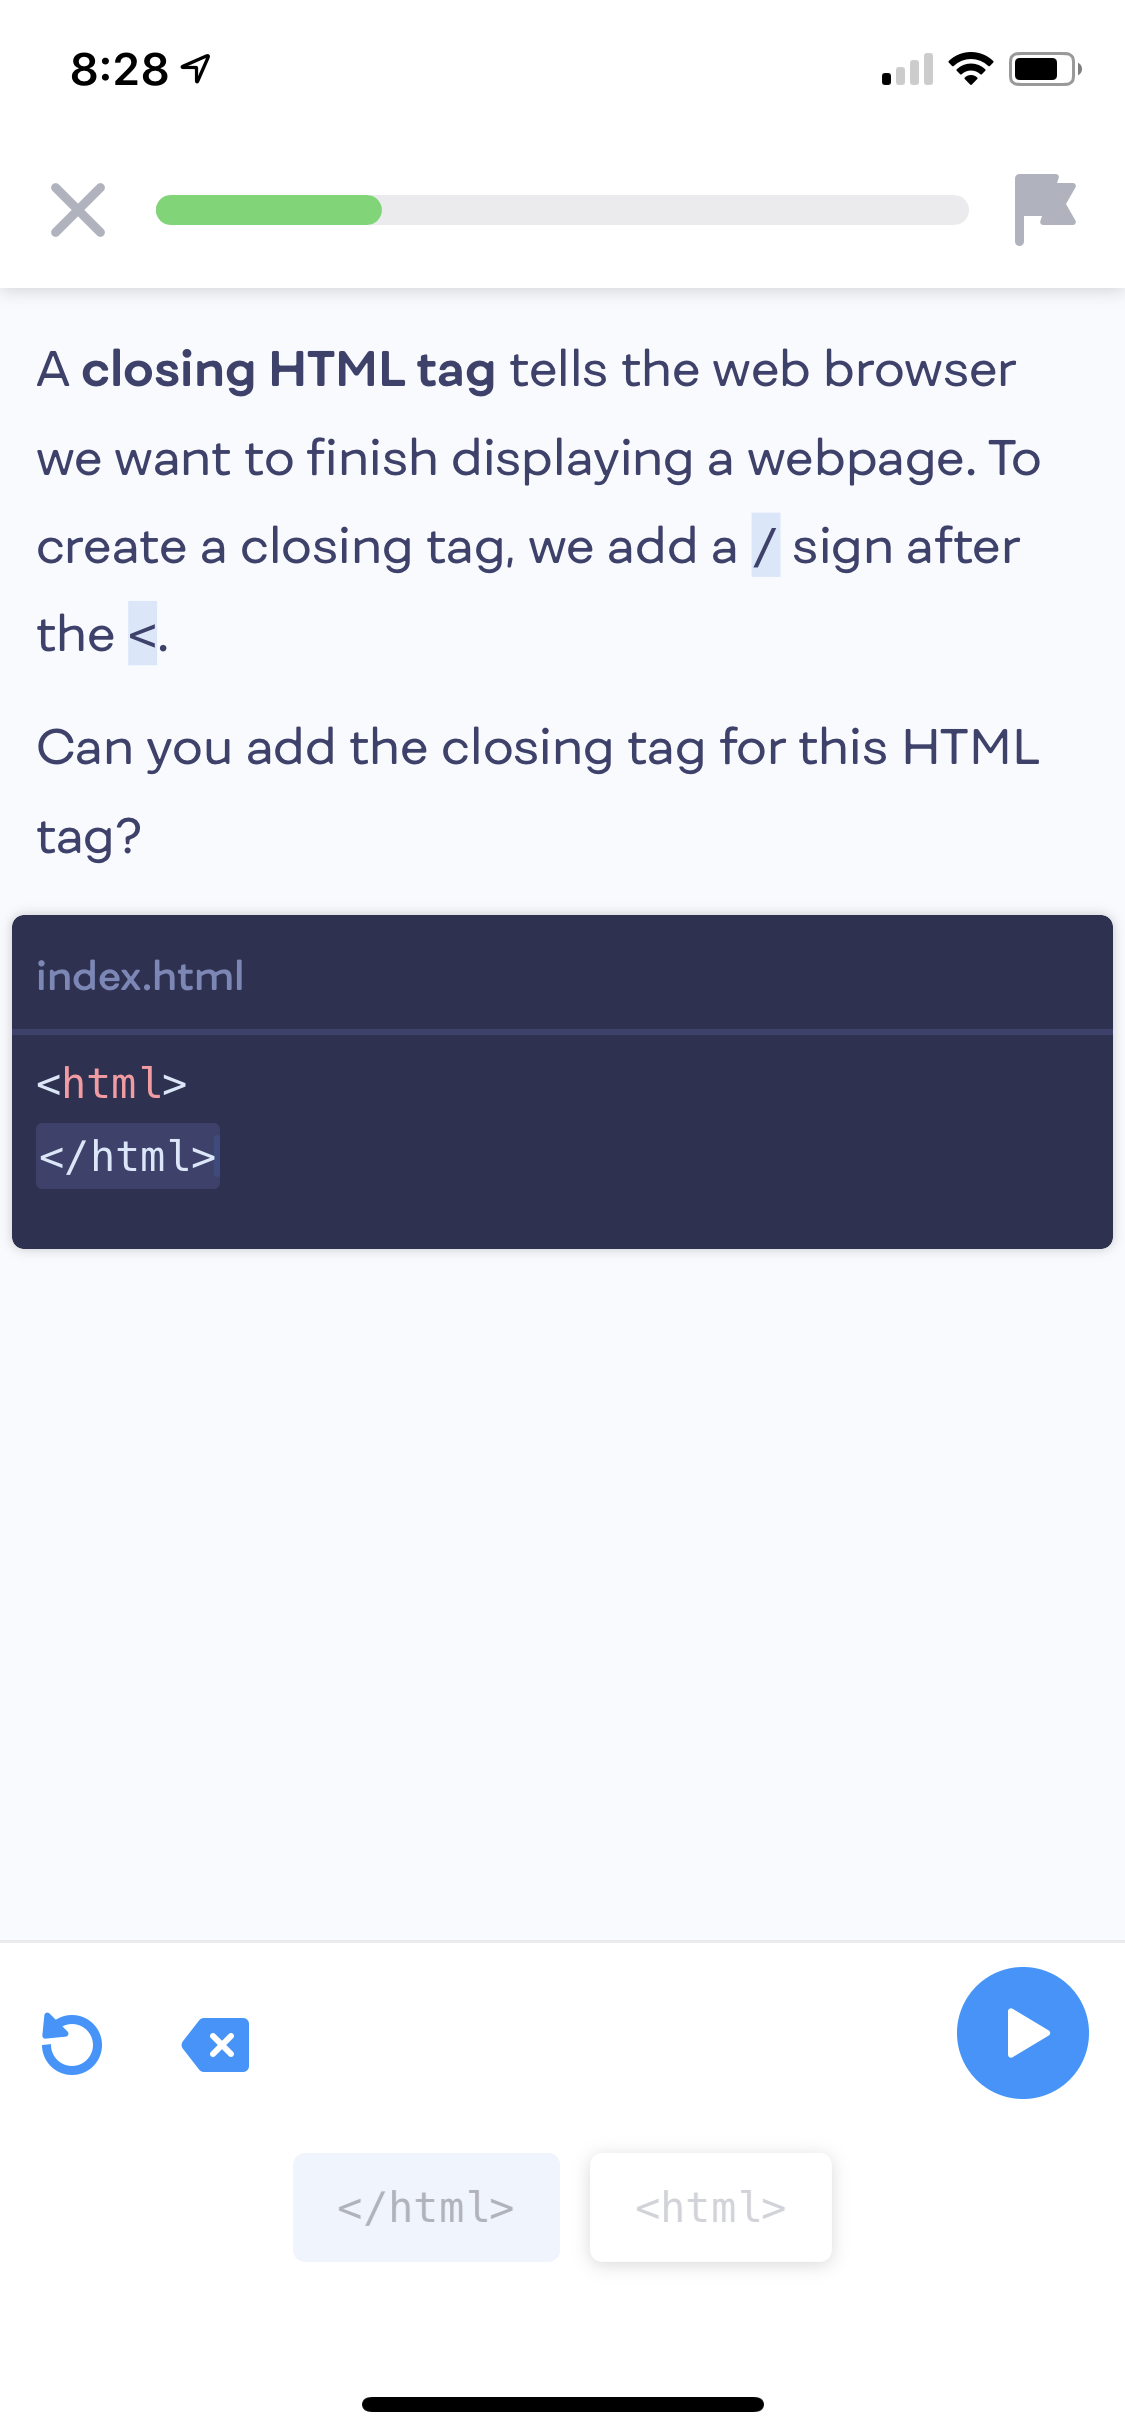 8:28
A closing HTML tag tells the web browser
we want to finish displaying a webpage. To
create a closing tag, we add a / sign after
the <.
Can you add the closing tag for this HTML
tag?
index.html
<html>
</html>
</html> <html>